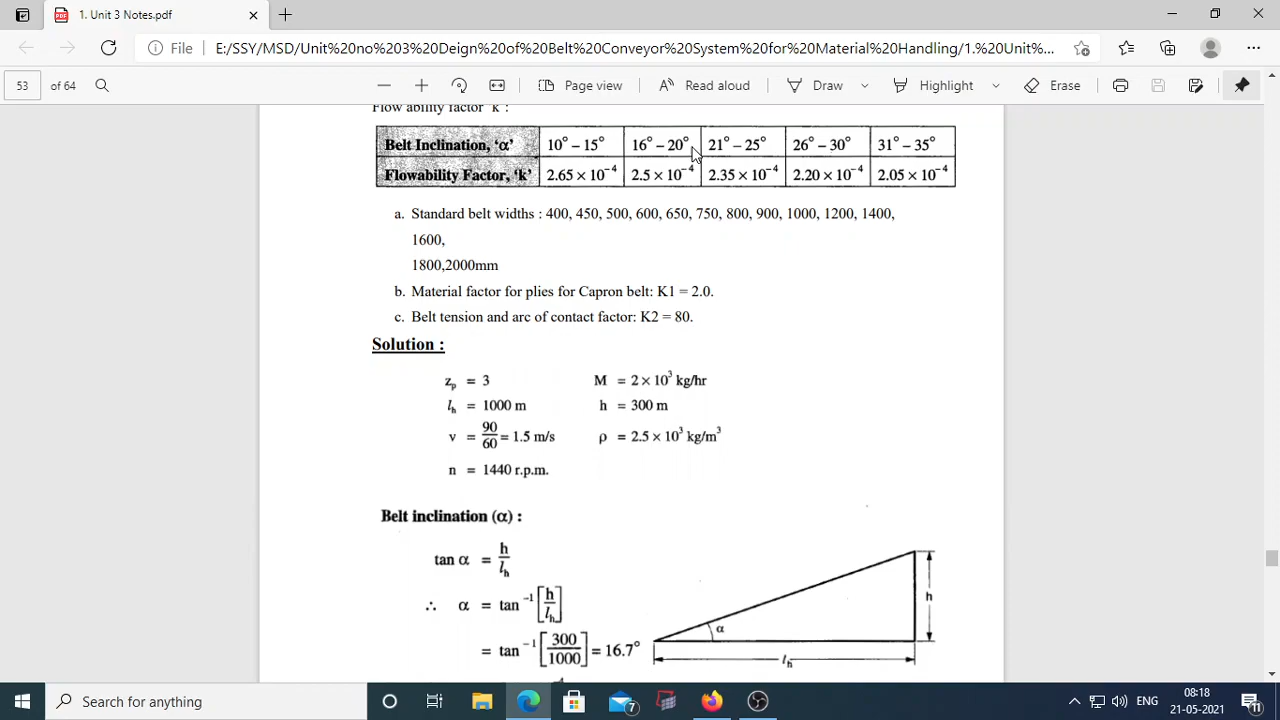 1. Unit 3 Notes.pdf
File E:/SSY/MSD/Unit%20no%203%20Deign%20of%20Belt%20Conveyor%20System%20for%20Material%20Handling/1.%20Unit%...
53 of 64 Page view Read aloud Draw Highlight Erase
Flow ability factor 'k':
Belt Inclination, 'α' 10° – 15° 16° – 20° 21° – 25° 26° – 30° 31° – 35°
Flowability Factor, 'k' 2.65 × 10⁻⁴ 2.5 × 10⁻⁴ 2.35 × 10⁻⁴ 2.20 × 10⁻⁴ 2.05 × 10⁻⁴
a. Standard belt widths : 400, 450, 500, 600, 650, 750, 800, 900, 1000, 1200, 1400,
1600,
1800,2000mm
b. Material factor for plies for Capron belt: K1 = 2.0.
c. Belt tension and arc of contact factor: K2 = 80.
Solution :
zₚ = 3 M = 2 × 10³ kg/hr
lₕ = 1000 m h = 300 m
v = 90/60 = 1.5 m/s ρ = 2.5 × 10³ kg/m³
n = 1440 r.p.m.
Belt inclination (α) :
tan α = h/lₕ
∴ α = tan⁻¹ [h/lₕ]
= tan⁻¹ [300/1000] = 16.7°
α
h
lₕ
Search for anything
7
ENG
08:18
21-05-2021
11